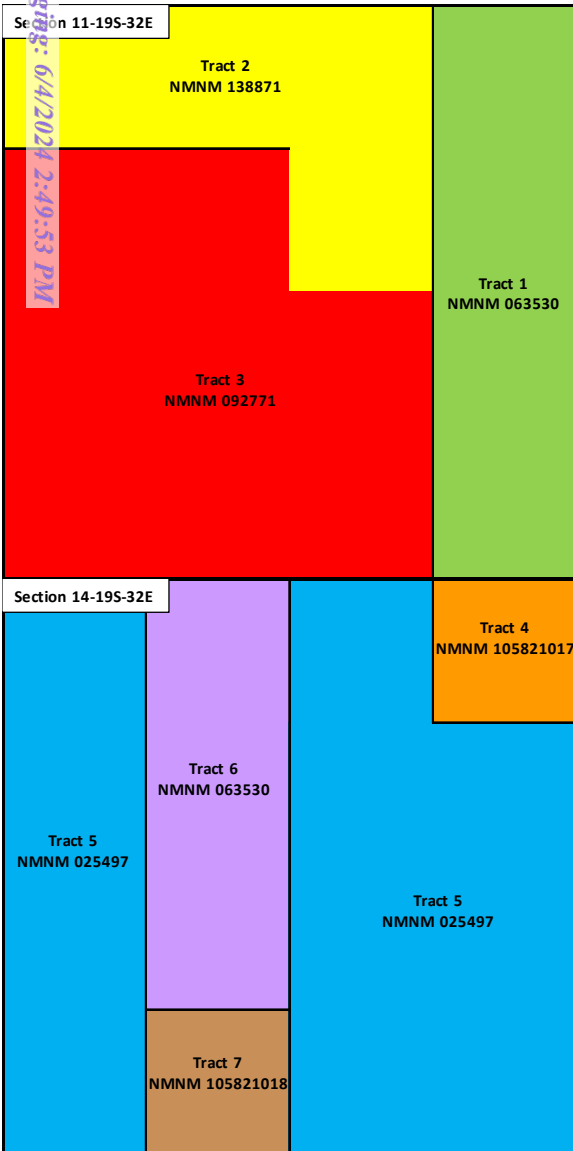 Section 11-19S-32E
ging: 6/4/2024 2:49:53 PM
Tract 2
NMNM 138871
Tract 1
NMNM 063530
Tract 3
NMNM 092771
Section 14-19S-32E
Tract 4
NMNM 105821017
Tract 6
NMNM 063530
Tract 5
NMNM 025497
Tract 5
NMNM 025497
Tract 7
NMNM 105821018